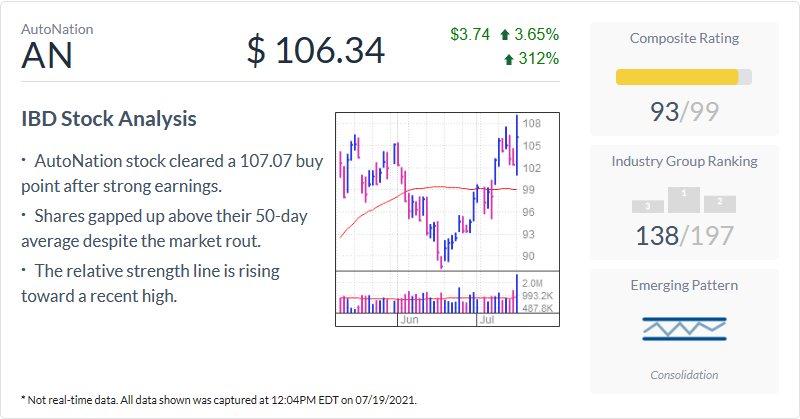 AutoNation
AN
$ 106.34
$3.74 3.65%
312%
IBD Stock Analysis
· AutoNation stock cleared a 107.07 buy
point after strong earnings.
· Shares gapped up above their 50-day
average despite the market rout.
· The relative strength line is rising
toward a recent high.
108
105
102
99
96
93
90
2.0M
993.2K
487.8K
Jun Jul
* Not real-time data. All data shown was captured at 12:04PM EDT on 07/19/2021.
Composite Rating
93/99
Industry Group Ranking
3 1 2
138/197
Emerging Pattern
Consolidation